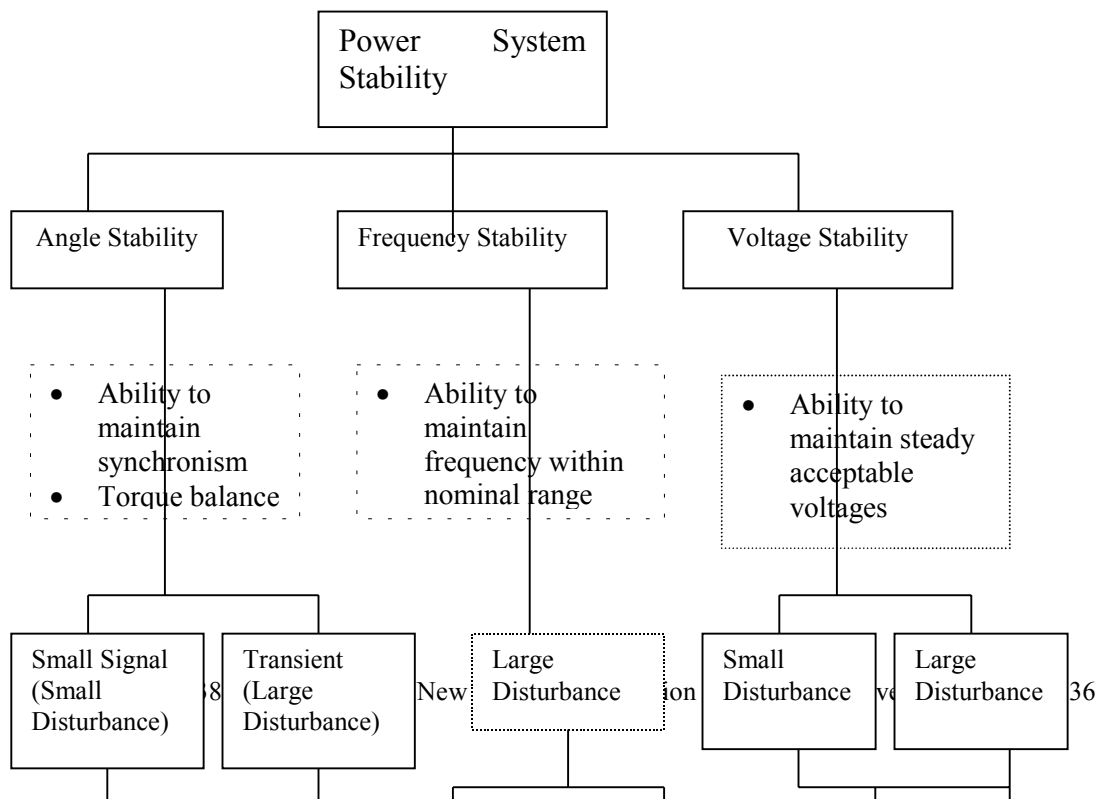 Power System
Stability
Angle Stability
Frequency Stability
Voltage Stability
• Ability to
maintain
synchronism
• Torque balance
• Ability to
maintain
frequency within
nominal range
• Ability to
maintain steady
acceptable
voltages
Small Signal
(Small
Disturbance)
Transient
(Large
Disturbance)
Large
Disturbance
Small
Disturbance
Large
Disturbance
New
36